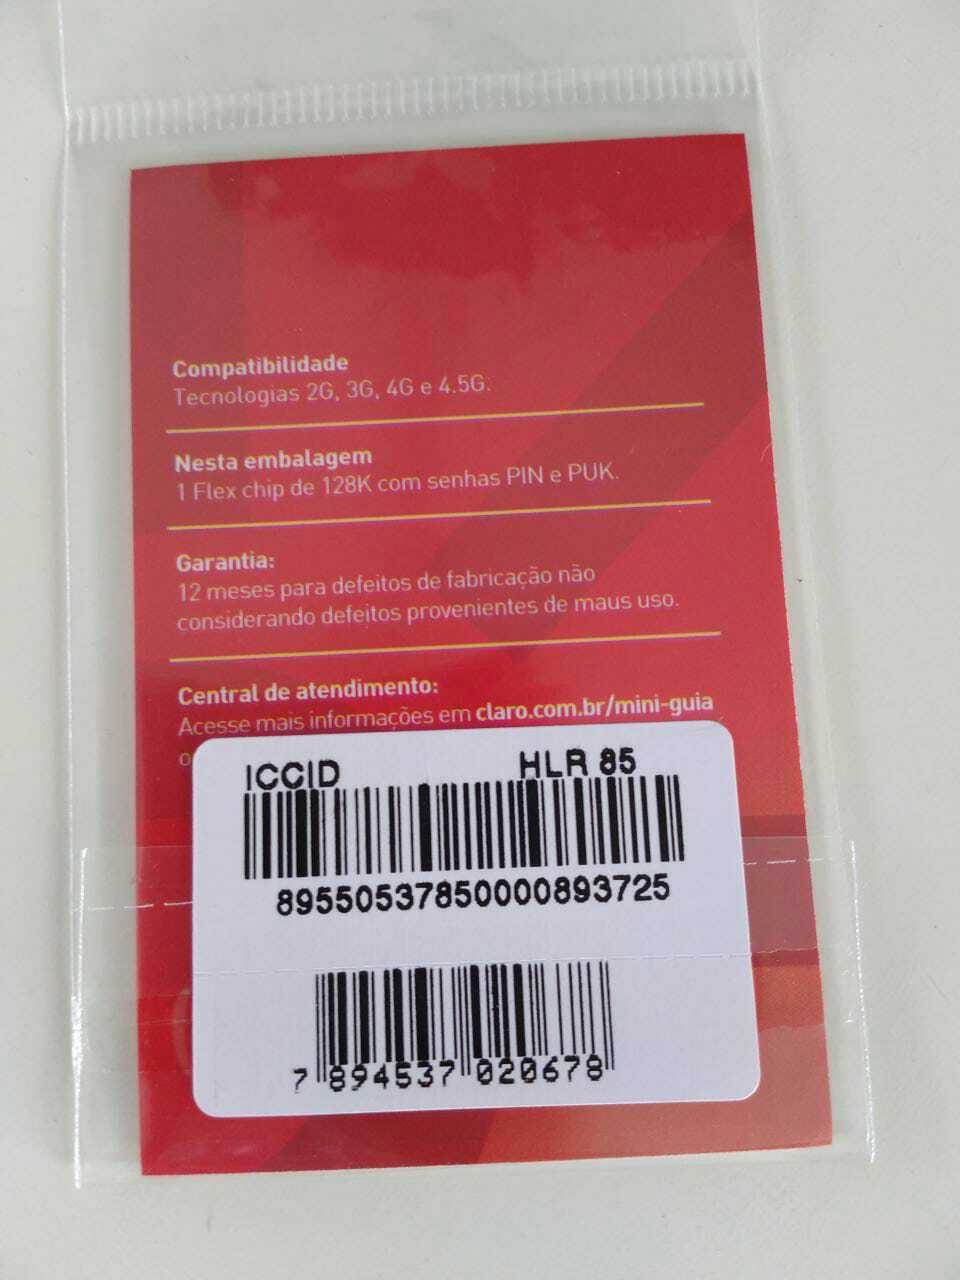 Compatibilidade
Tecnologias 2G, 3G, 4G e 4.5G.
Nesta embalagem
1 Flex chip de 128K com senhas PIN e PUK.
Garantia:
12 meses para defeitos de fabricação não
considerando defeitos provenientes de maus uso.
Central de atendimento:
Acesse mais informações em claro.com.br/mini-guia
ICCID HLR 85
89550537850000893725
7 894537 020678